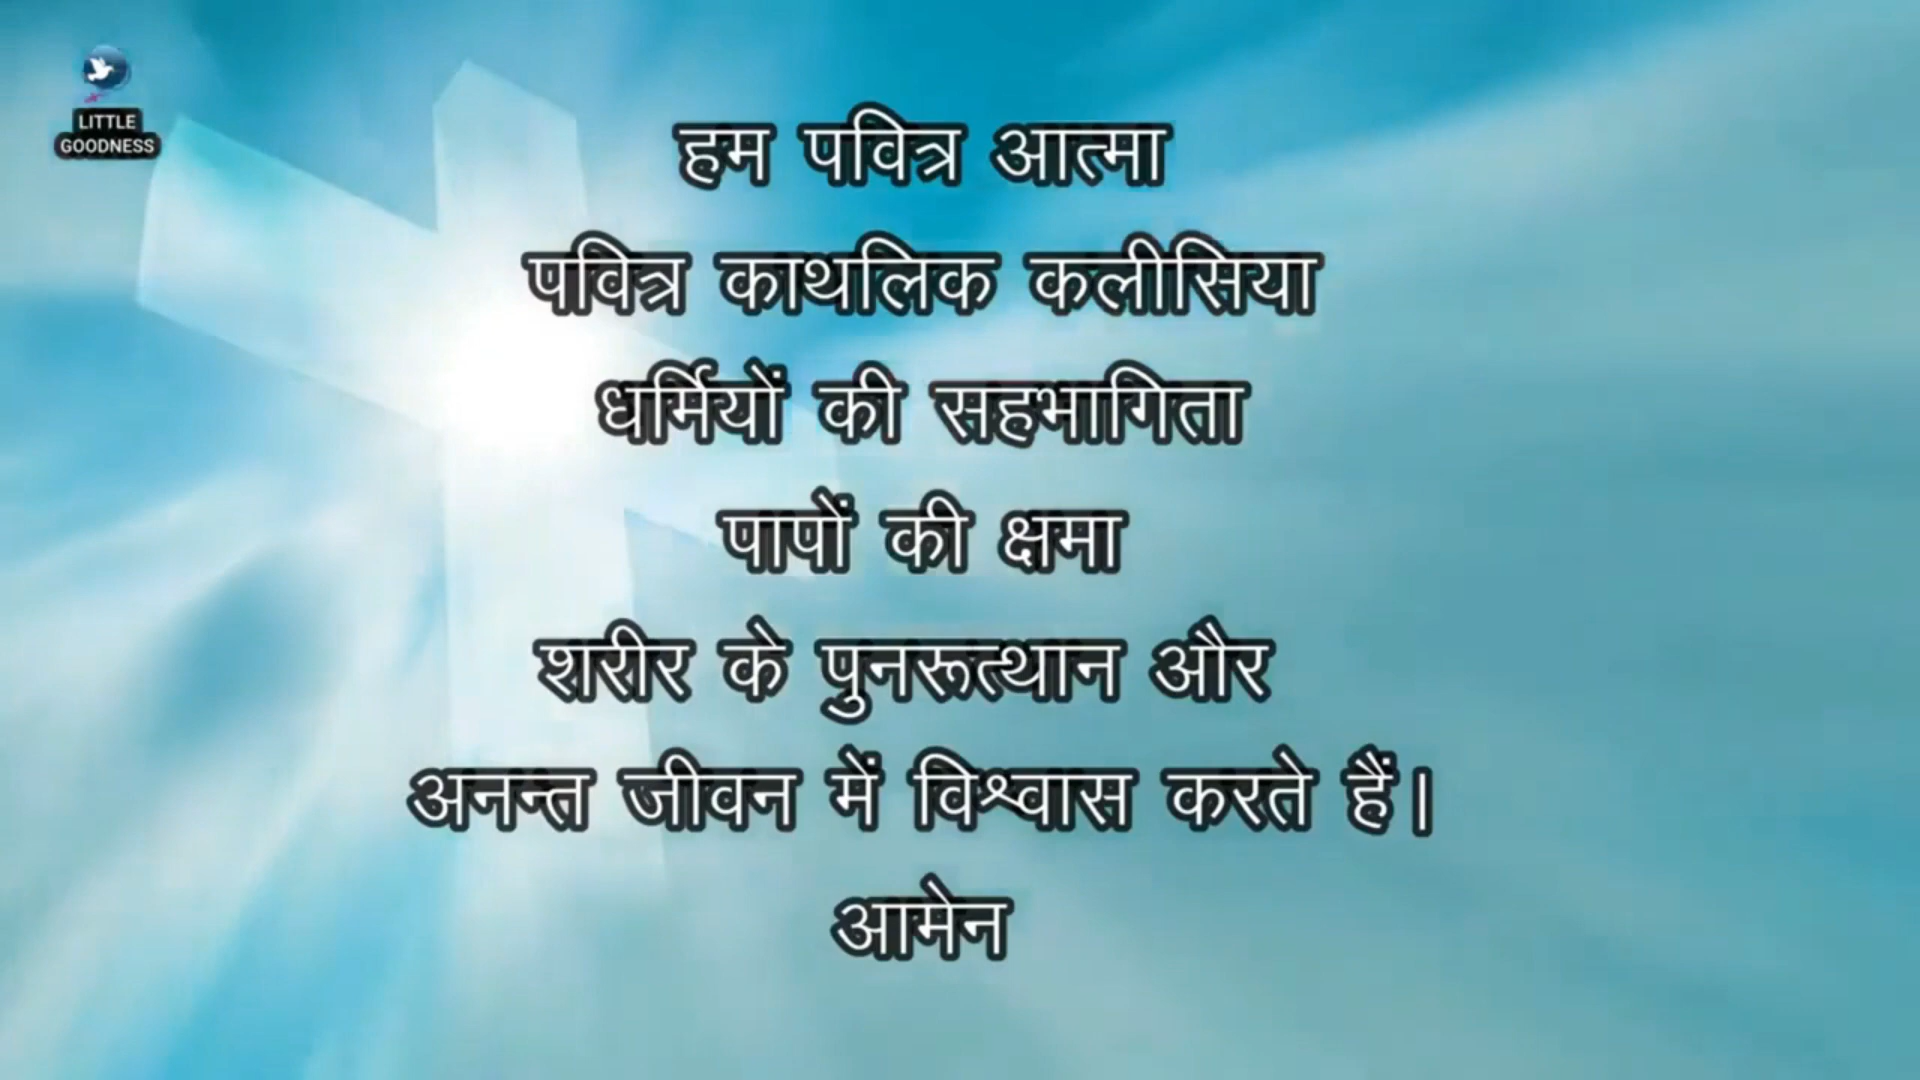 LITTLE
GOODNESS
हम पवित्र आत्मा
पवित्र काथलिक कलीसिया
धर्मियों की सहभागिता
पापों की क्षमा
शरीर के पुनरूत्थान और
अनन्त जीवन में विश्वास करते हैं।
आमेन